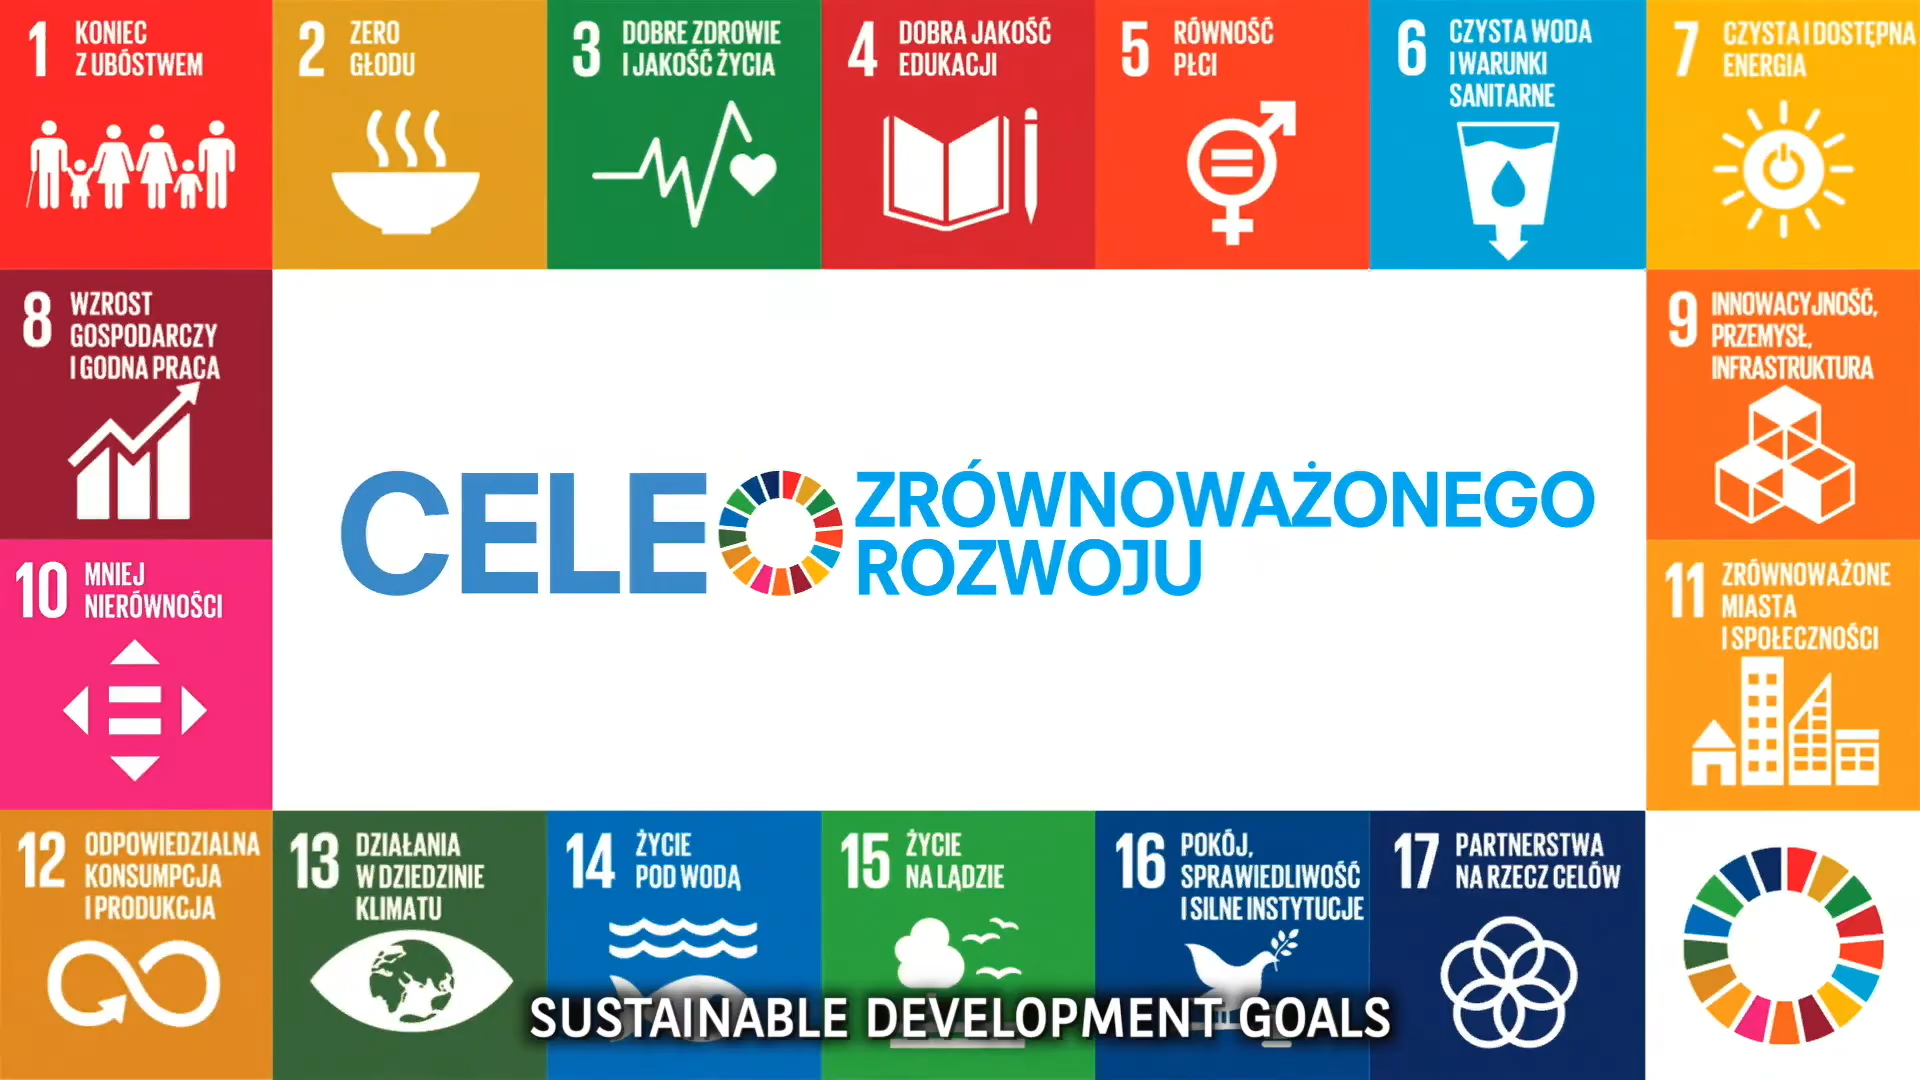 1 KONIEC
Z UBÓSTWEM
2 ZERO
GŁODU
3 DOBRE ZDROWIE
I JAKOŚĆ ŻYCIA
4 DOBRA JAKOŚĆ
EDUKACJI
5 RÓWNOŚĆ
PŁCI
6 CZYSTA WODA
I WARUNKI
SANITARNE
7 CZYSTA I DOSTĘPNA
ENERGIA
8 WZROST
GOSPODARCZY
I GODNA PRACA
9 INNOWACYJNOŚĆ,
PRZEMYSŁ,
INFRASTRUKTURA
CELE ZRÓWNOWAŻONEGO
ROZWOJU
10 MNIEJ
NIERÓWNOŚCI
11 ZRÓWNOWAŻONE
MIASTA
I SPOŁECZNOŚCI
12 ODPOWIEDZIALNA
KONSUMPCJA
I PRODUKCJA
13 DZIAŁANIA
W DZIEDZINIE
KLIMATU
14 ŻYCIE
POD WODĄ
15 ŻYCIE
NA LĄDZIE
16 POKÓJ,
SPRAWIEDLIWOŚĆ
I SILNE INSTYTUCJE
17 PARTNERSTWA
NA RZECZ CELÓW
SUSTAINABLE DEVELOPMENT GOALS